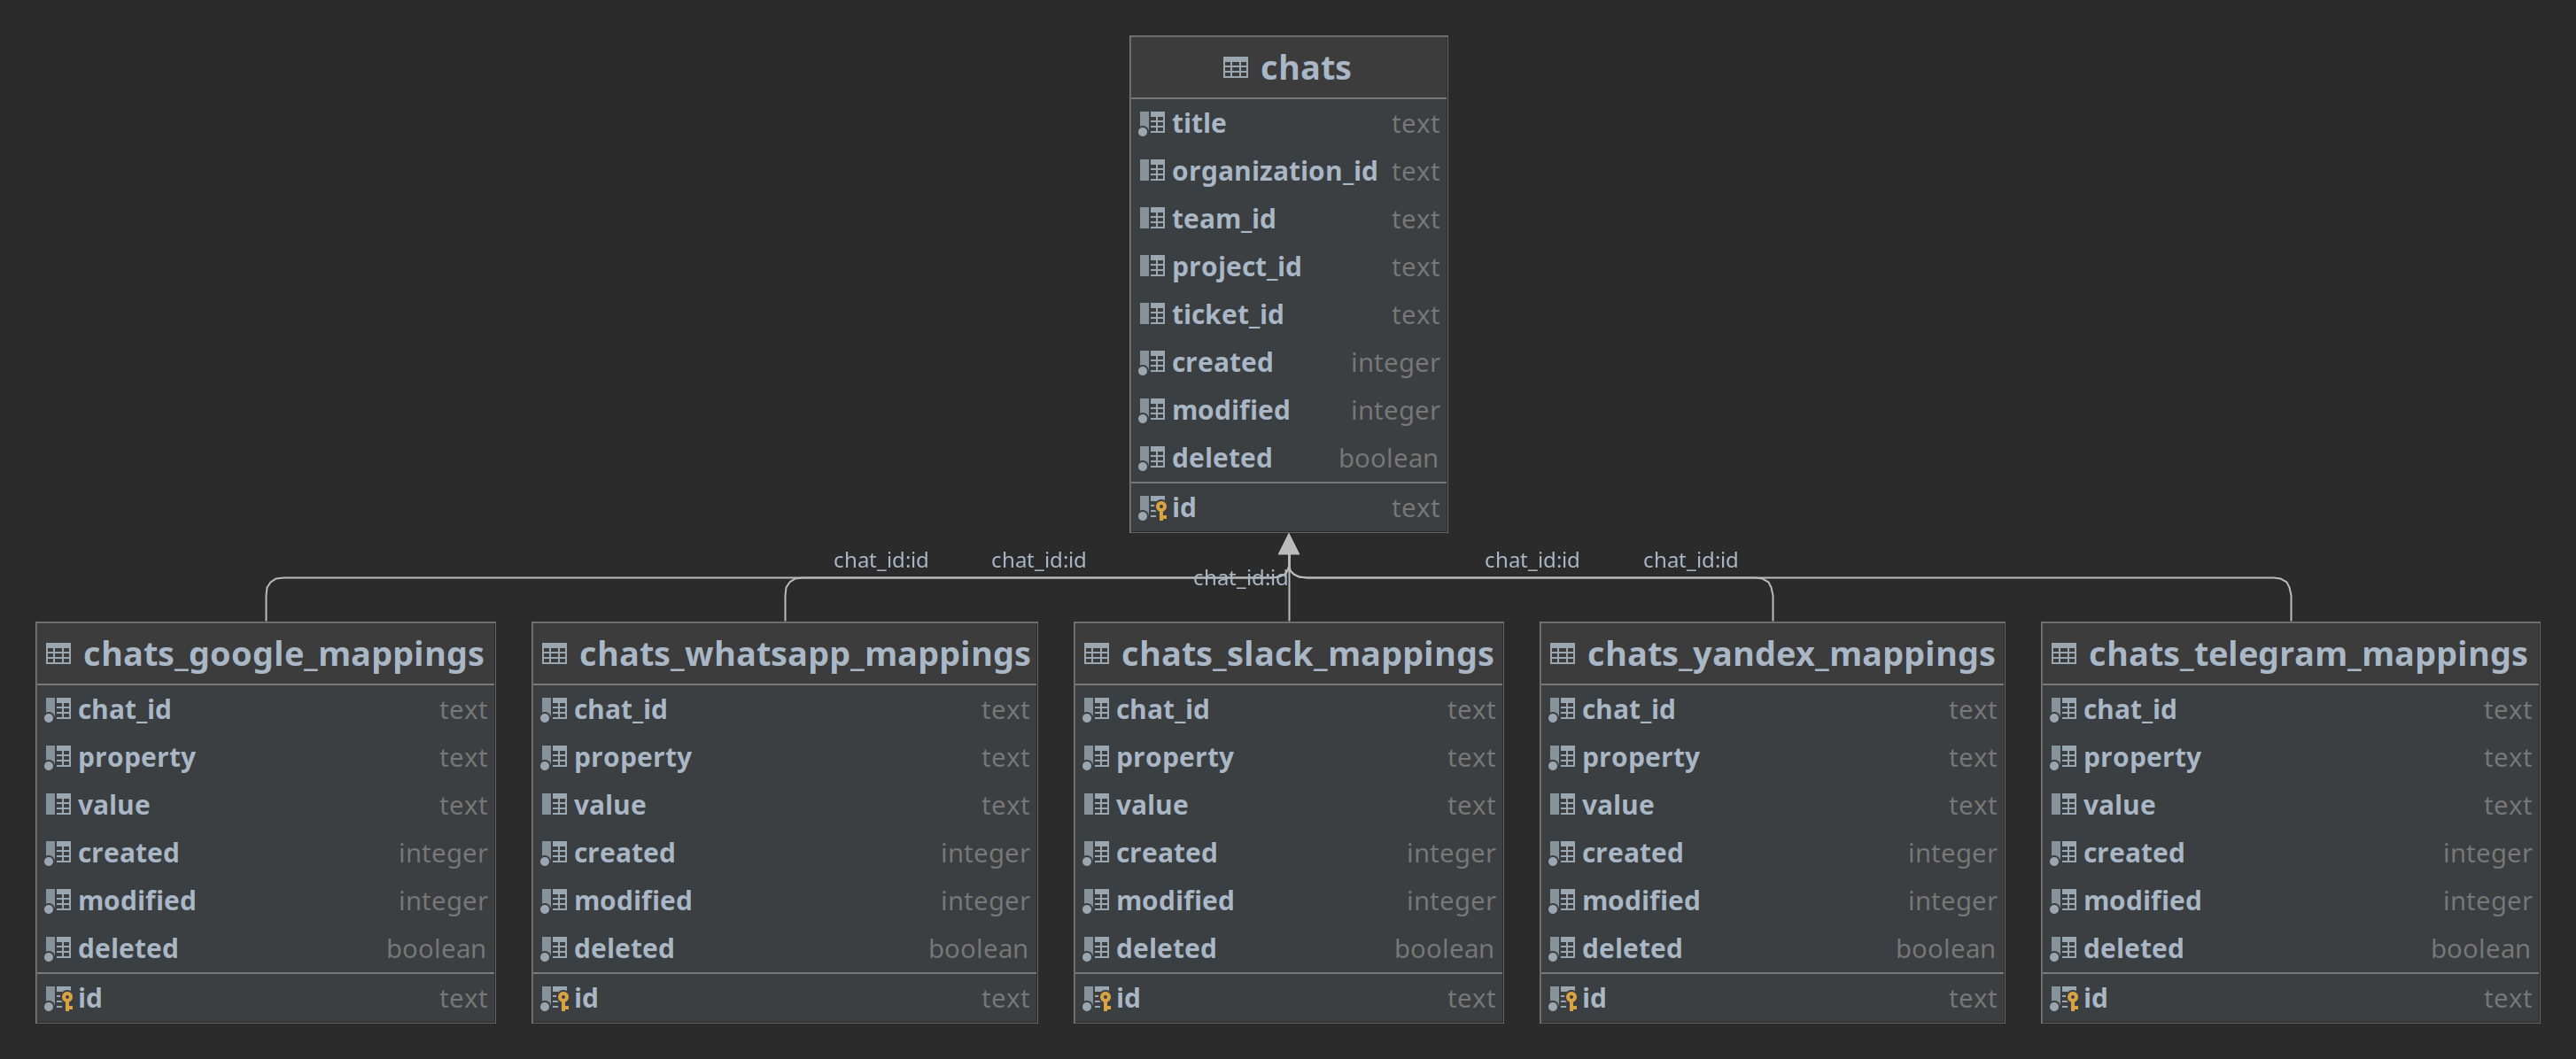 chats
title text
organization_id text
team_id text
project_id text
ticket_id text
created integer
modified integer
deleted boolean
id text
chat_id:id
chat_id:id
chat_id:id
chat_id:id
chat_id:id
chats_google_mappings
chat_id text
property text
value text
created integer
modified integer
deleted boolean
id text
chats_whatsapp_mappings
chat_id text
property text
value text
created integer
modified integer
deleted boolean
id text
chats_slack_mappings
chat_id text
property text
value text
created integer
modified integer
deleted boolean
id text
chats_yandex_mappings
chat_id text
property text
value text
created integer
modified integer
deleted boolean
id text
chats_telegram_mappings
chat_id text
property text
value text
created integer
modified integer
deleted boolean
id text